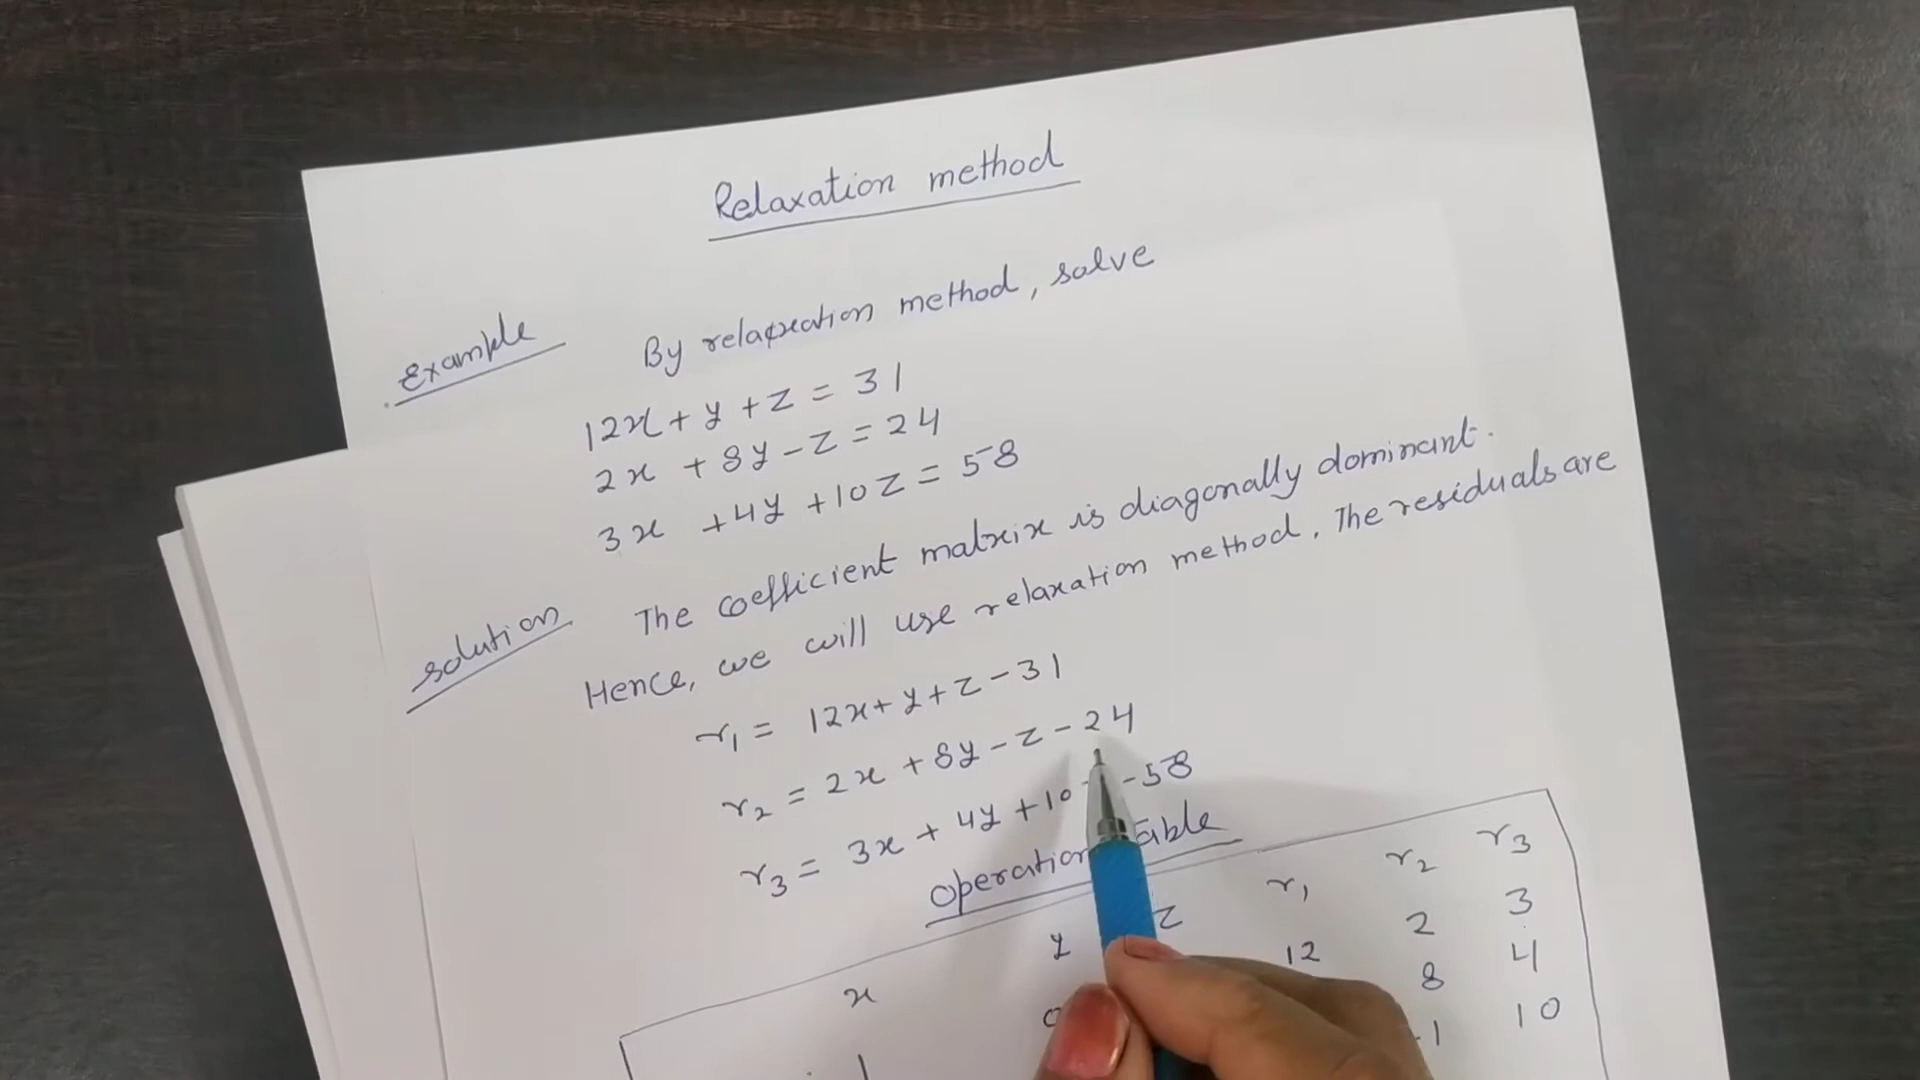 Relaxation method
Example By relaxation method, solve
12x + y + z = 31
2x + 8y - z = 24
3x + 4y + 10z = 58
Solution The coefficient matrix is diagonally dominant.
Hence, we will use relaxation method. The residuals are
r1 = 12x + y + z - 31
r2 = 2x + 8y - z - 24
r3 = 3x + 4y + 10 - 58
Operation
x y z r1 r2 r3
12 2 3
8 4
1 10